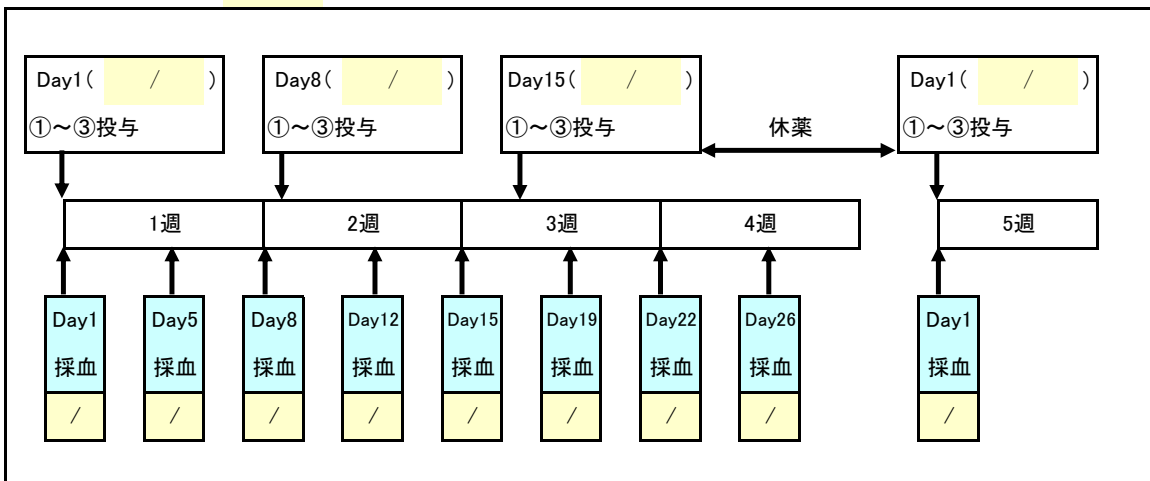 Day1( / )
①～③投与
Day8( / )
①～③投与
Day15( / )
①～③投与
休薬
Day1( / )
①～③投与
1週
2週
3週
4週
5週
Day1
採血
/
Day5
採血
/
Day8
採血
/
Day12
採血
/
Day15
採血
/
Day19
採血
/
Day22
採血
/
Day26
採血
/
Day1
採血
/